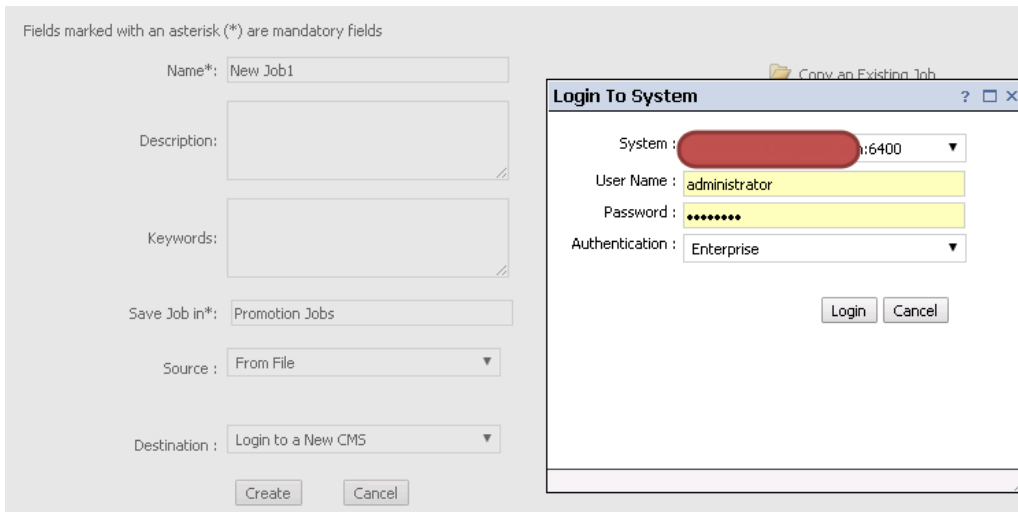 Fields marked with an asterisk (*) are mandatory fields
Name*: New Job1
Copy an Existing Job
Description:
Keywords:
Save Job in*: Promotion Jobs
Source : From File
Destination : Login to a New CMS
Create Cancel
Login To System ?
System : :6400
User Name : administrator
Password : ••••••••
Authentication : Enterprise
Login Cancel